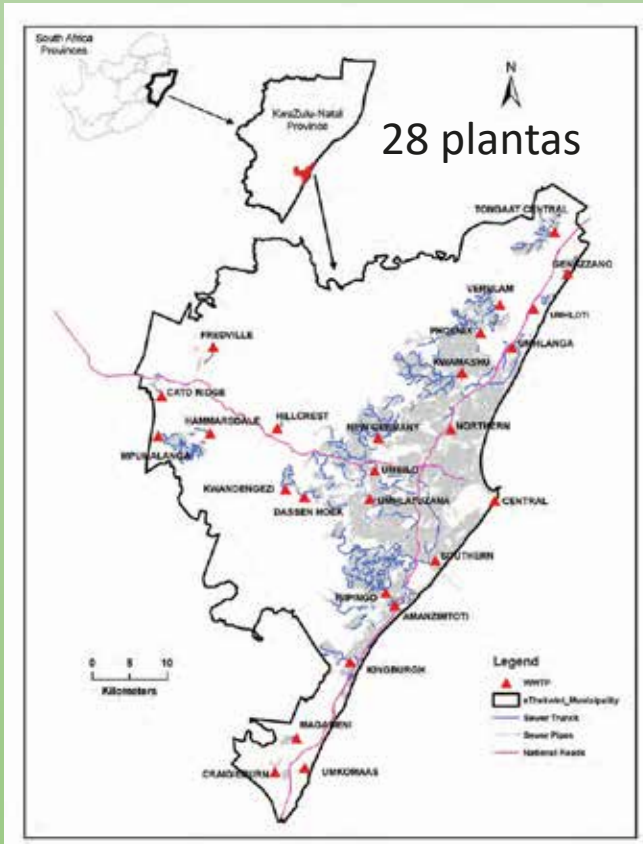 South Africa
Provinces
KwaZulu-Natal
Province
N
28 plantas
TONGAAT CENTRAL
GENAZZANO
VERULAM
UMHLOTI
PHOENIX
UMHLANGA
FREDVILLE
KWAMASHU
CATO RIDGE
HAMMARSDALE
HILLCREST
NEW GERMANY
NORTHERN
MPUMALANGA
UMBILO
KWANDENGEZI
UMHLATUZANA
CENTRAL
DASSEN HOEK
SOUTHERN
ISIPINGO
AMANZIMTOTI
KINGBURGH
0 5 10
Kilometers
MAGABENI
CRAIGIEBURN
UMKOMAAS
Legend
WWTP
eThekwini_Municipality
Sewer Trunk
Sewer Pipes
National Roads